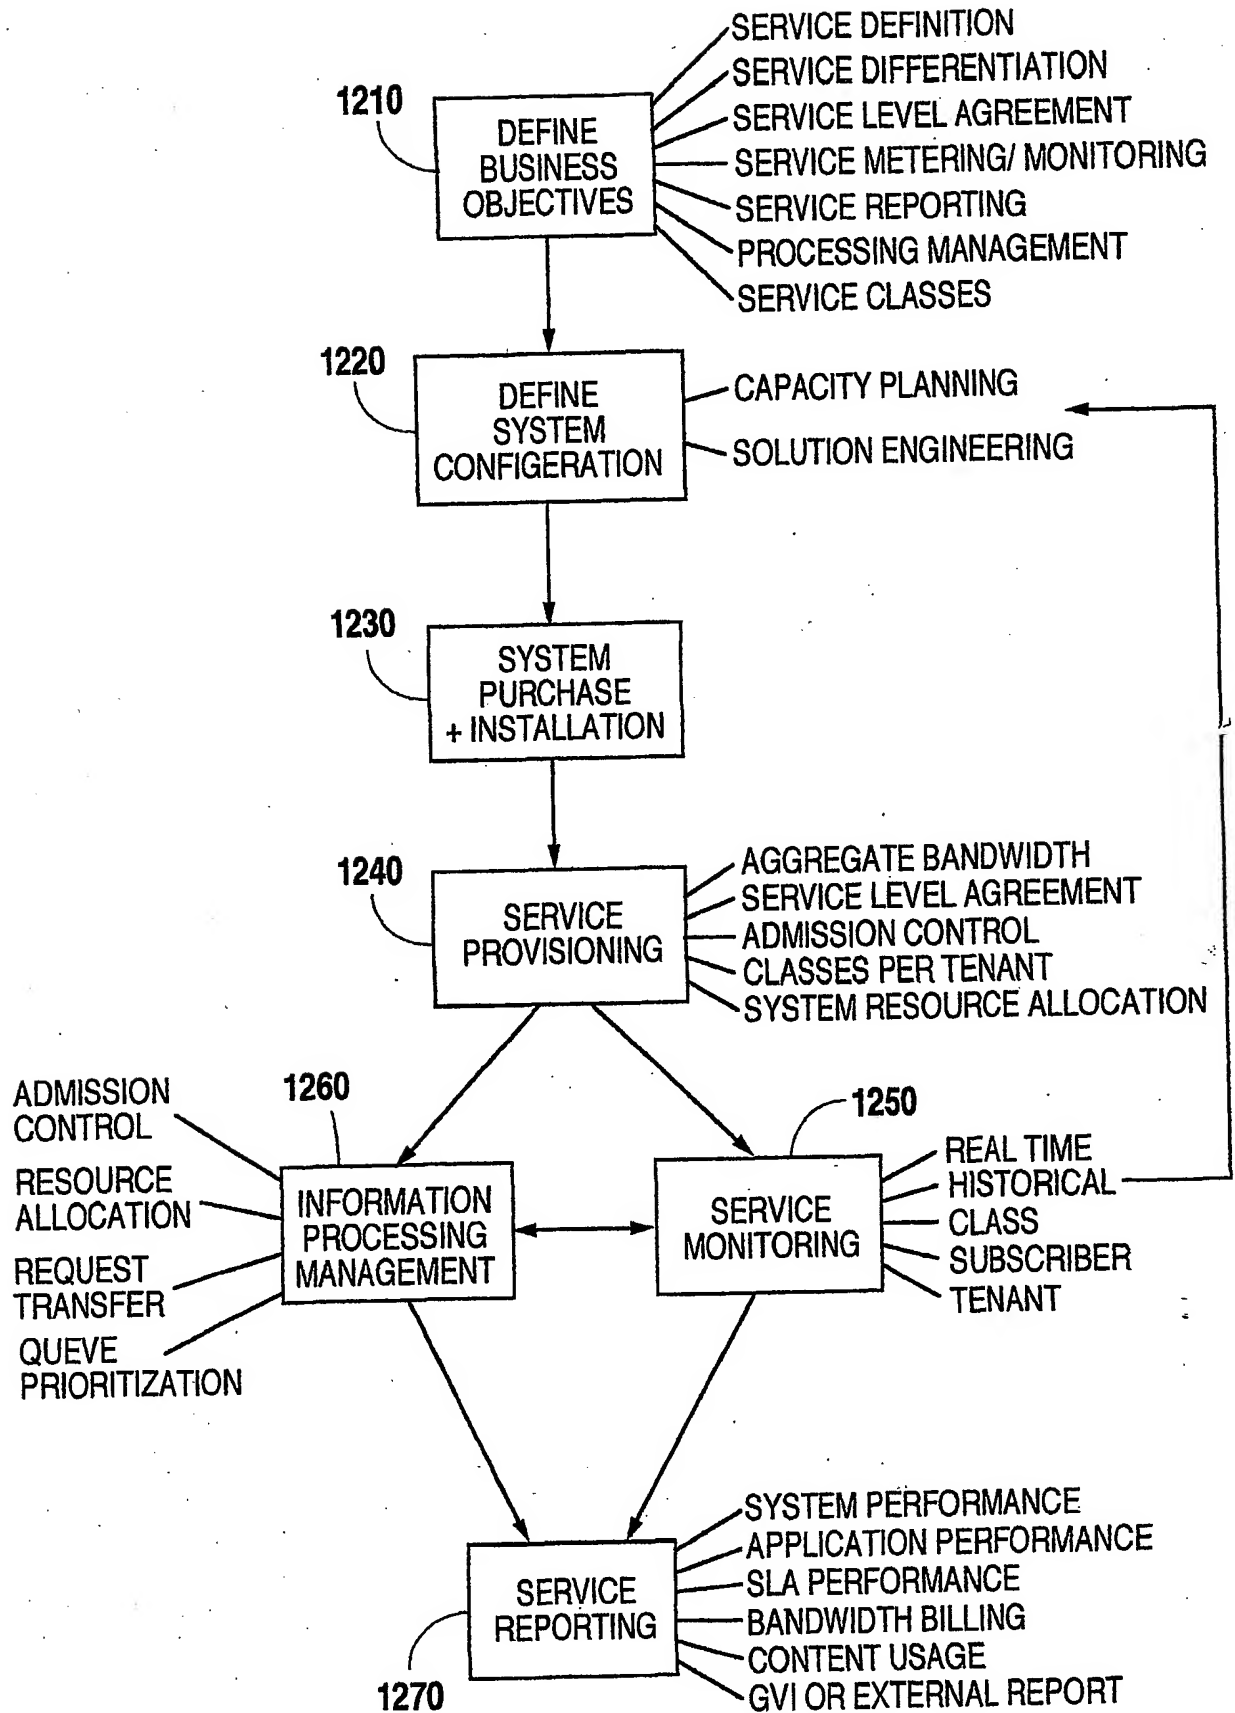 SERVICE DEFINITION
SERVICE DIFFERENTIATION
SERVICE LEVEL AGREEMENT
SERVICE METERING/ MONITORING
SERVICE REPORTING
PROCESSING MANAGEMENT
SERVICE CLASSES
1210
DEFINE
BUSINESS
OBJECTIVES
1220
DEFINE
SYSTEM
CONFIGERATION
CAPACITY PLANNING
SOLUTION ENGINEERING
1230
SYSTEM
PURCHASE
+ INSTALLATION
1240
SERVICE
PROVISIONING
AGGREGATE BANDWIDTH
SERVICE LEVEL AGREEMENT
ADMISSION CONTROL
CLASSES PER TENANT
SYSTEM RESOURCE ALLOCATION
ADMISSION
CONTROL
RESOURCE
ALLOCATION
REQUEST
TRANSFER
QUEVE
PRIORITIZATION
1260
INFORMATION
PROCESSING
MANAGEMENT
1250
SERVICE
MONITORING
REAL TIME
HISTORICAL
CLASS
SUBSCRIBER
TENANT
1270
SERVICE
REPORTING
SYSTEM PERFORMANCE
APPLICATION PERFORMANCE
SLA PERFORMANCE
BANDWIDTH BILLING
CONTENT USAGE
GVI OR EXTERNAL REPORT